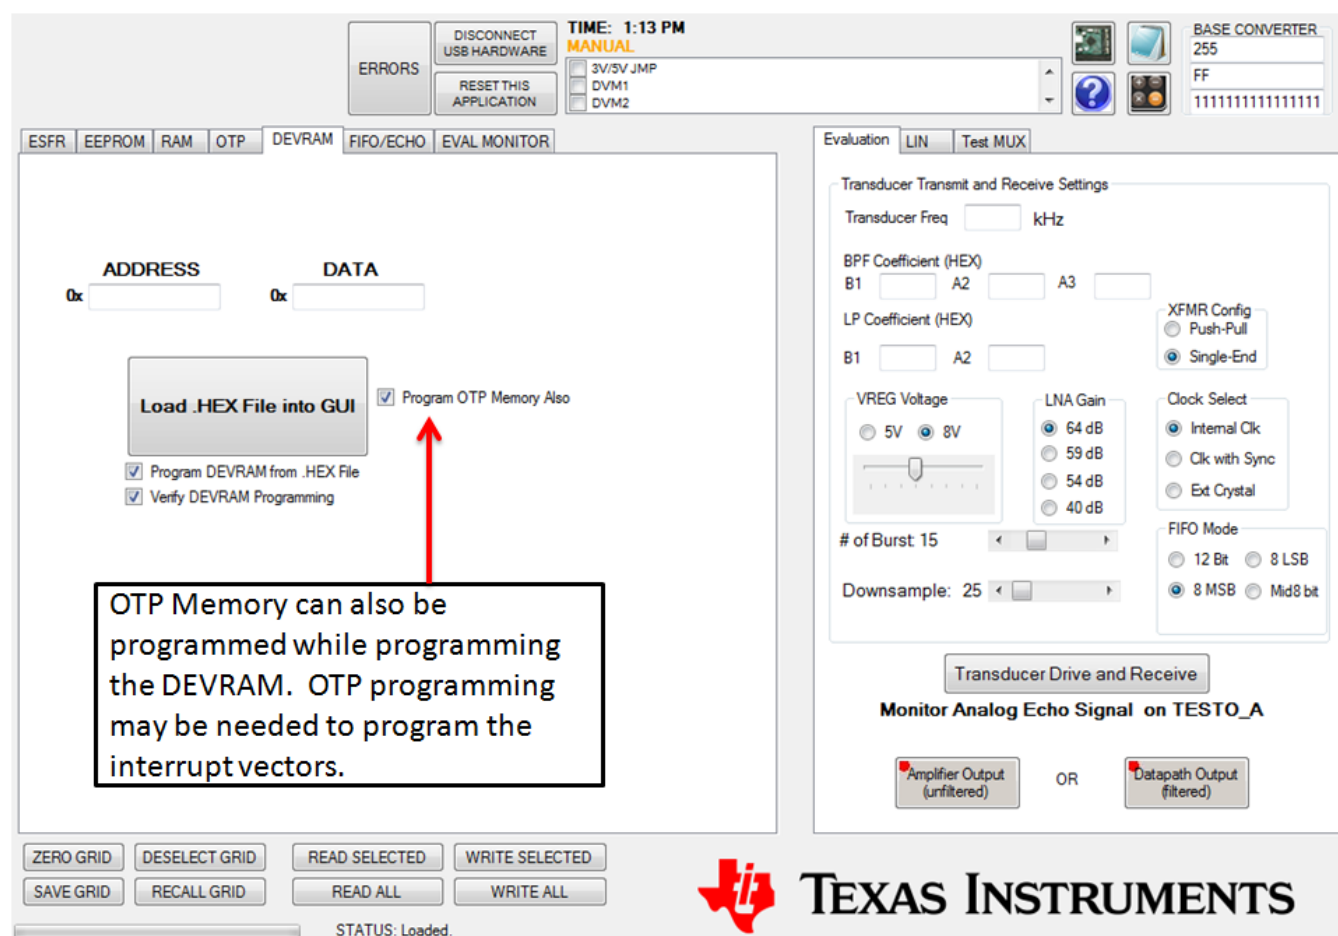 ERRORS
DISCONNECT
USB HARDWARE
RESET THIS
APPLICATION
TIME: 1:13 PM
MANUAL
3V/5V JMP
DVM1
DVM2
BASE CONVERTER
255
FF
1111111111111111
ESFR EEPROM RAM OTP DEVRAM FIFO/ECHO EVAL MONITOR
ADDRESS DATA
0x 0x
Load .HEX File into GUI
Program OTP Memory Also
Program DEVRAM from .HEX File
Verify DEVRAM Programming
OTP Memory can also be
programmed while programming
the DEVRAM. OTP programming
may be needed to program the
interrupt vectors.
Evaluation LIN Test MUX
Transducer Transmit and Receive Settings
Transducer Freq kHz
BPF Coefficient (HEX)
B1 A2 A3
LP Coefficient (HEX)
B1 A2
XFMR Config
Push-Pull
Single-End
VREG Voltage
5V 8V
LNA Gain
64 dB
59 dB
54 dB
40 dB
Clock Select
Internal Clk
Clk with Sync
Ext Crystal
# of Burst: 15
Downsample: 25
FIFO Mode
12 Bit 8 LSB
8 MSB Mid8 bit
Transducer Drive and Receive
Monitor Analog Echo Signal on TESTO_A
Amplifier Output
(unfiltered)
OR
Datapath Output
(filtered)
ZERO GRID DESELECT GRID READ SELECTED WRITE SELECTED
SAVE GRID RECALL GRID READ ALL WRITE ALL
STATUS: Loaded.
ti
TEXAS INSTRUMENTS